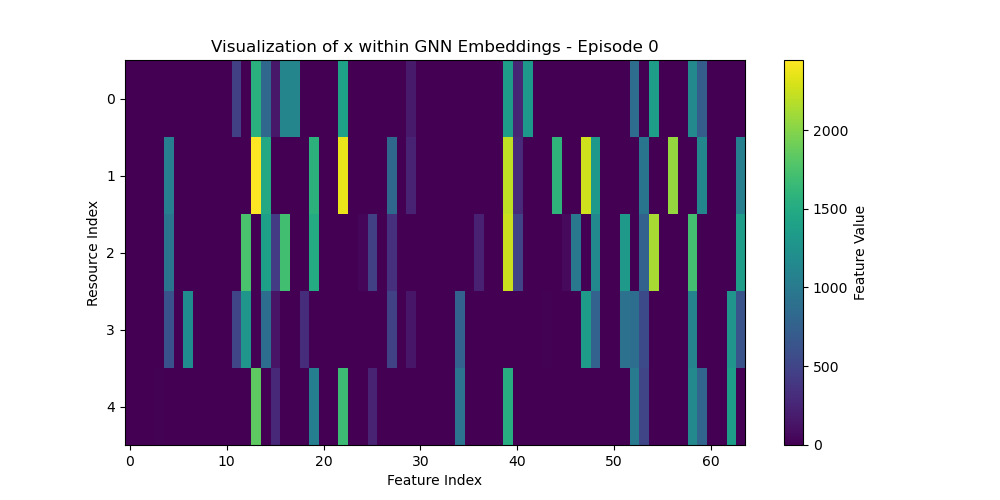 Visualization of x within GNN Embeddings - Episode 0
Resource Index
0
1
2
3
4
0 10 20 30 40 50 60
Feature Index
2000
1500
1000
500
0
Feature Value